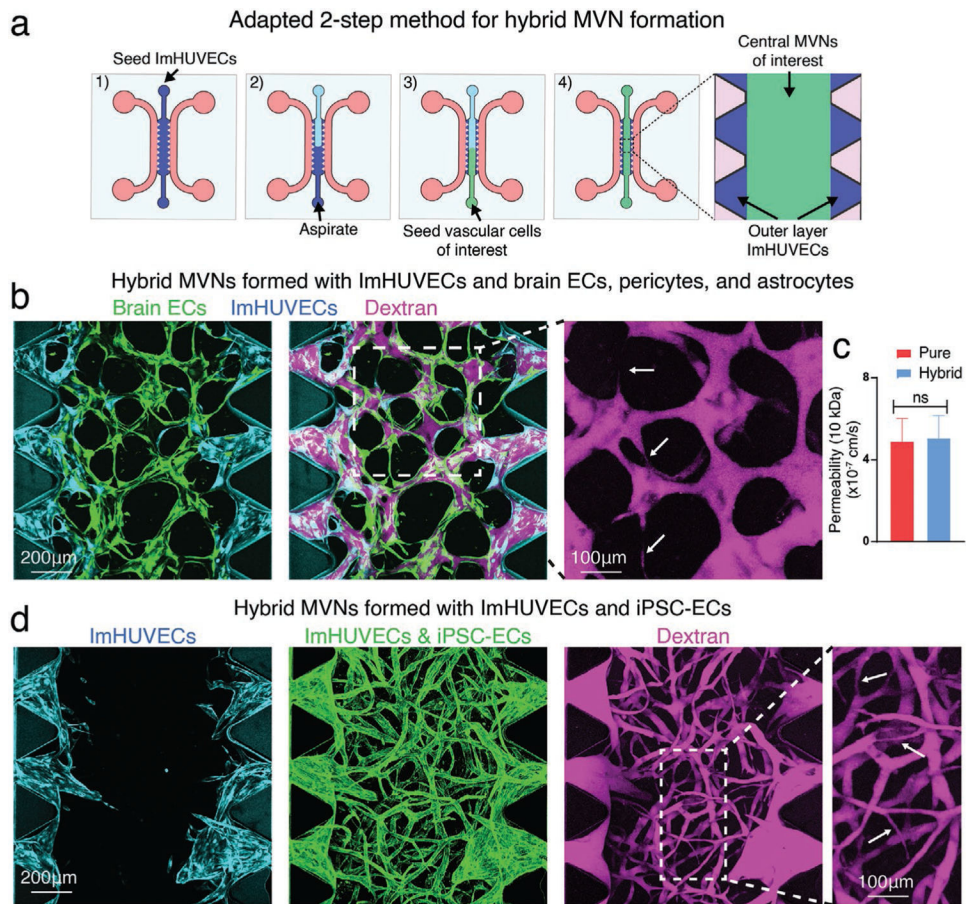 a
Adapted 2-step method for hybrid MVN formation
Seed ImHUVECs
1)
2)
Aspirate
3)
Seed vascular cells
of interest
4)
Central MVNs
of interest
Outer layer
ImHUVECs
Hybrid MVNs formed with ImHUVECs and brain ECs, pericytes, and astrocytes
b
Brain ECs ImHUVECs Dextran
200μm
100μm
c
Pure
Hybrid
ns
Permeability (10 kDa)
(x10-7 cm/s)
8
4
0
Hybrid MVNs formed with ImHUVECs and iPSC-ECs
d
ImHUVECs
ImHUVECs & iPSC-ECs
Dextran
200μm
100μm